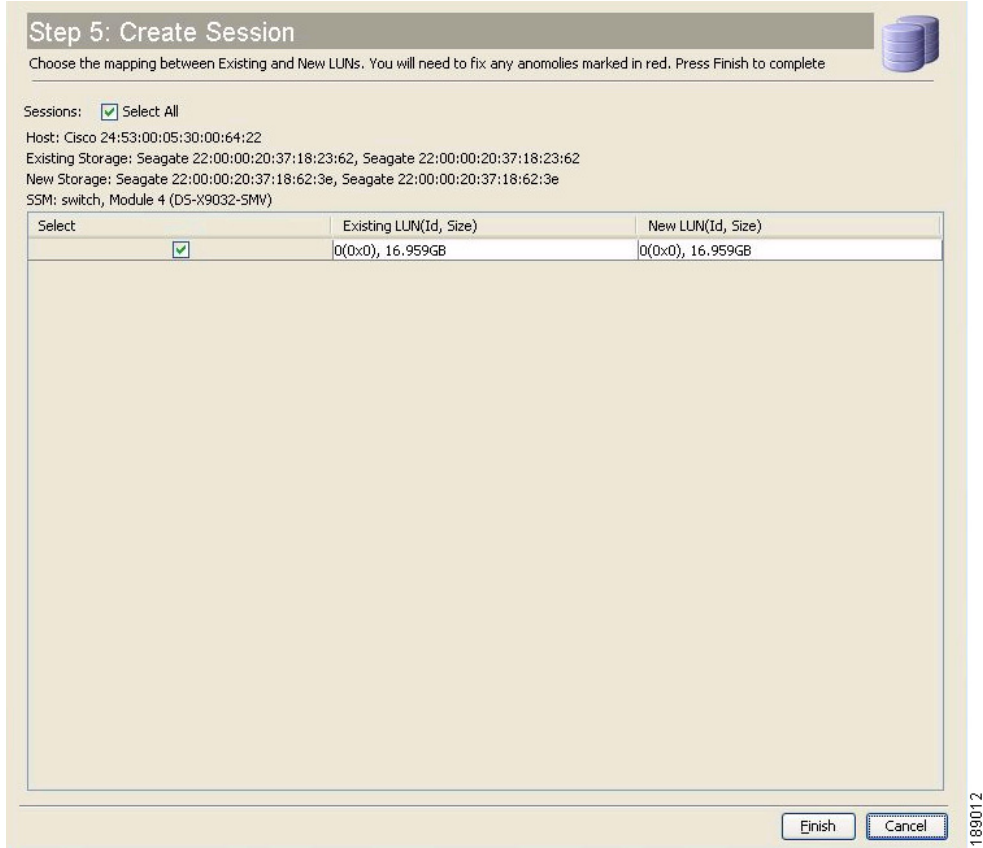 Step 5: Create Session
Choose the mapping between Existing and New LUNs. You will need to fix any anomolies marked in red. Press Finish to complete
Sessions: Select All
Host: Cisco 24:53:00:05:30:00:64:22
Existing Storage: Seagate 22:00:00:20:37:18:23:62, Seagate 22:00:00:20:37:18:23:62
New Storage: Seagate 22:00:00:20:37:18:62:3e, Seagate 22:00:00:20:37:18:62:3e
SSM: switch, Module 4 (DS-X9032-SMV)
Select Existing LUN(Id, Size) New LUN(Id, Size)
0(0x0), 16.959GB 0(0x0), 16.959GB
Finish Cancel
189012